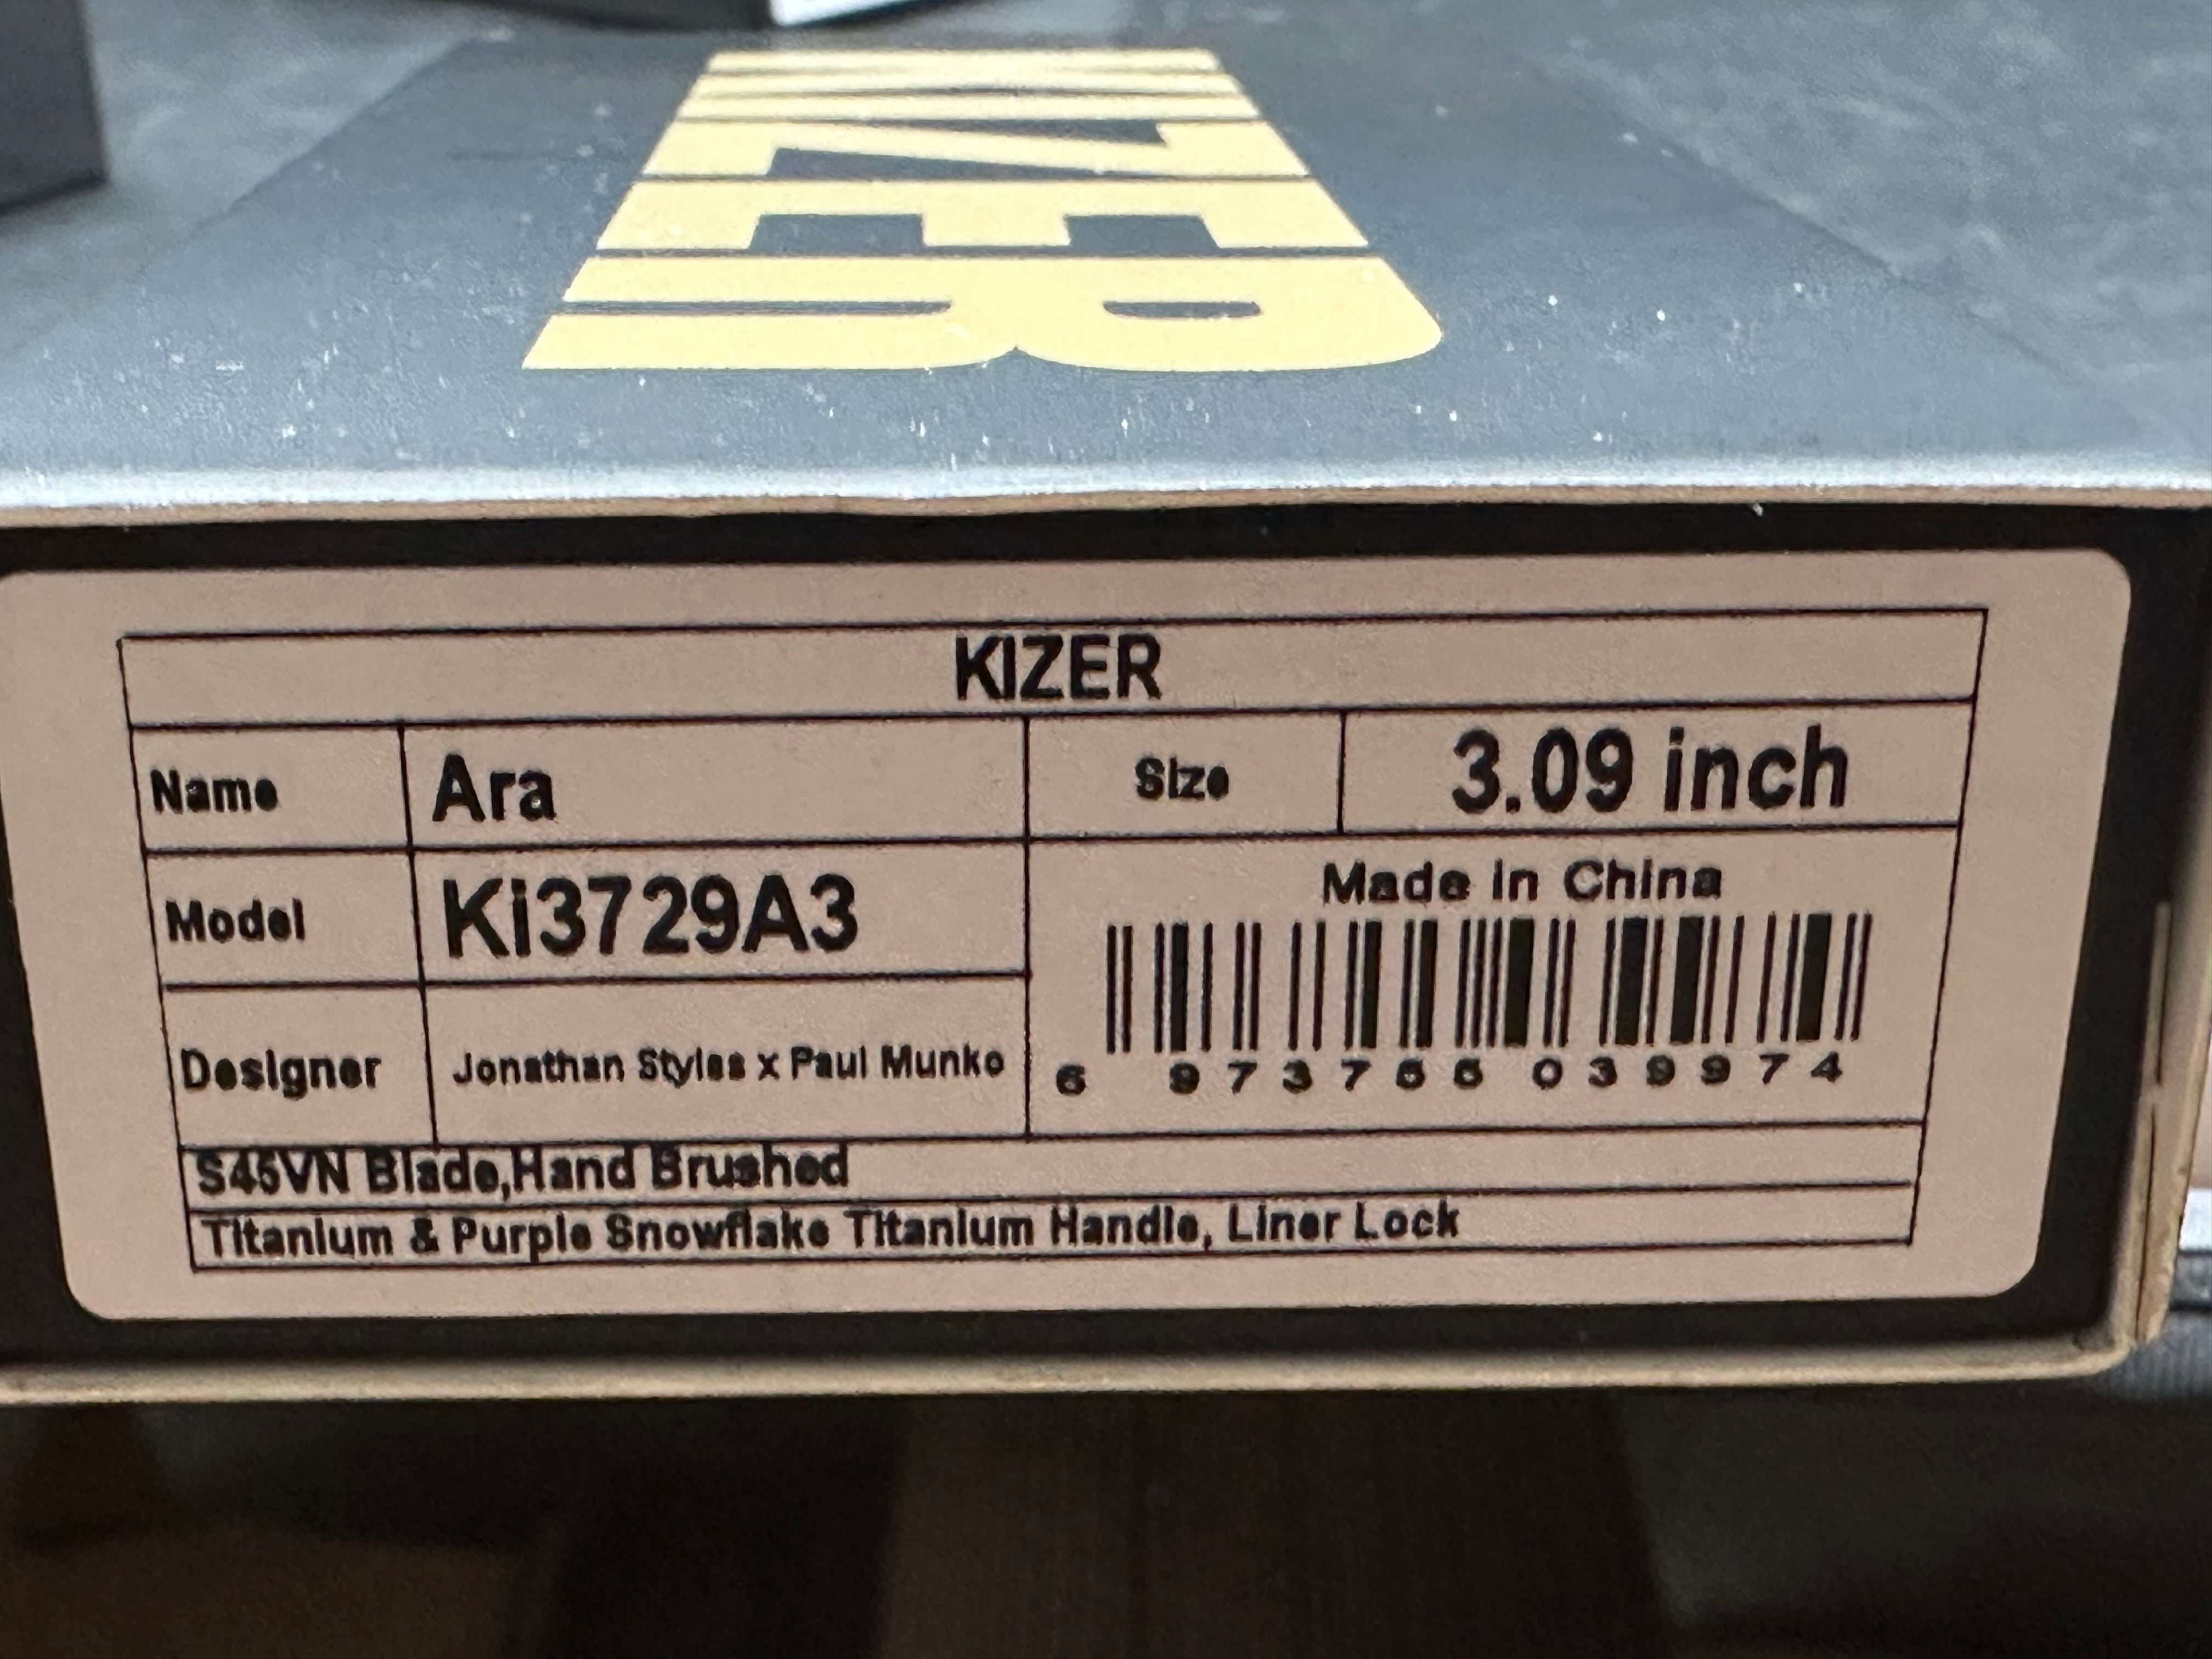 KIZER
KIZER
Name Ara Size 3.09 inch
Model Ki3729A3 Made in China
Designer Jonathan Styles x Paul Munko
6 973755 039974
S45VN Blade,Hand Brushed
Titanium & Purple Snowflake Titanium Handle, Liner Lock